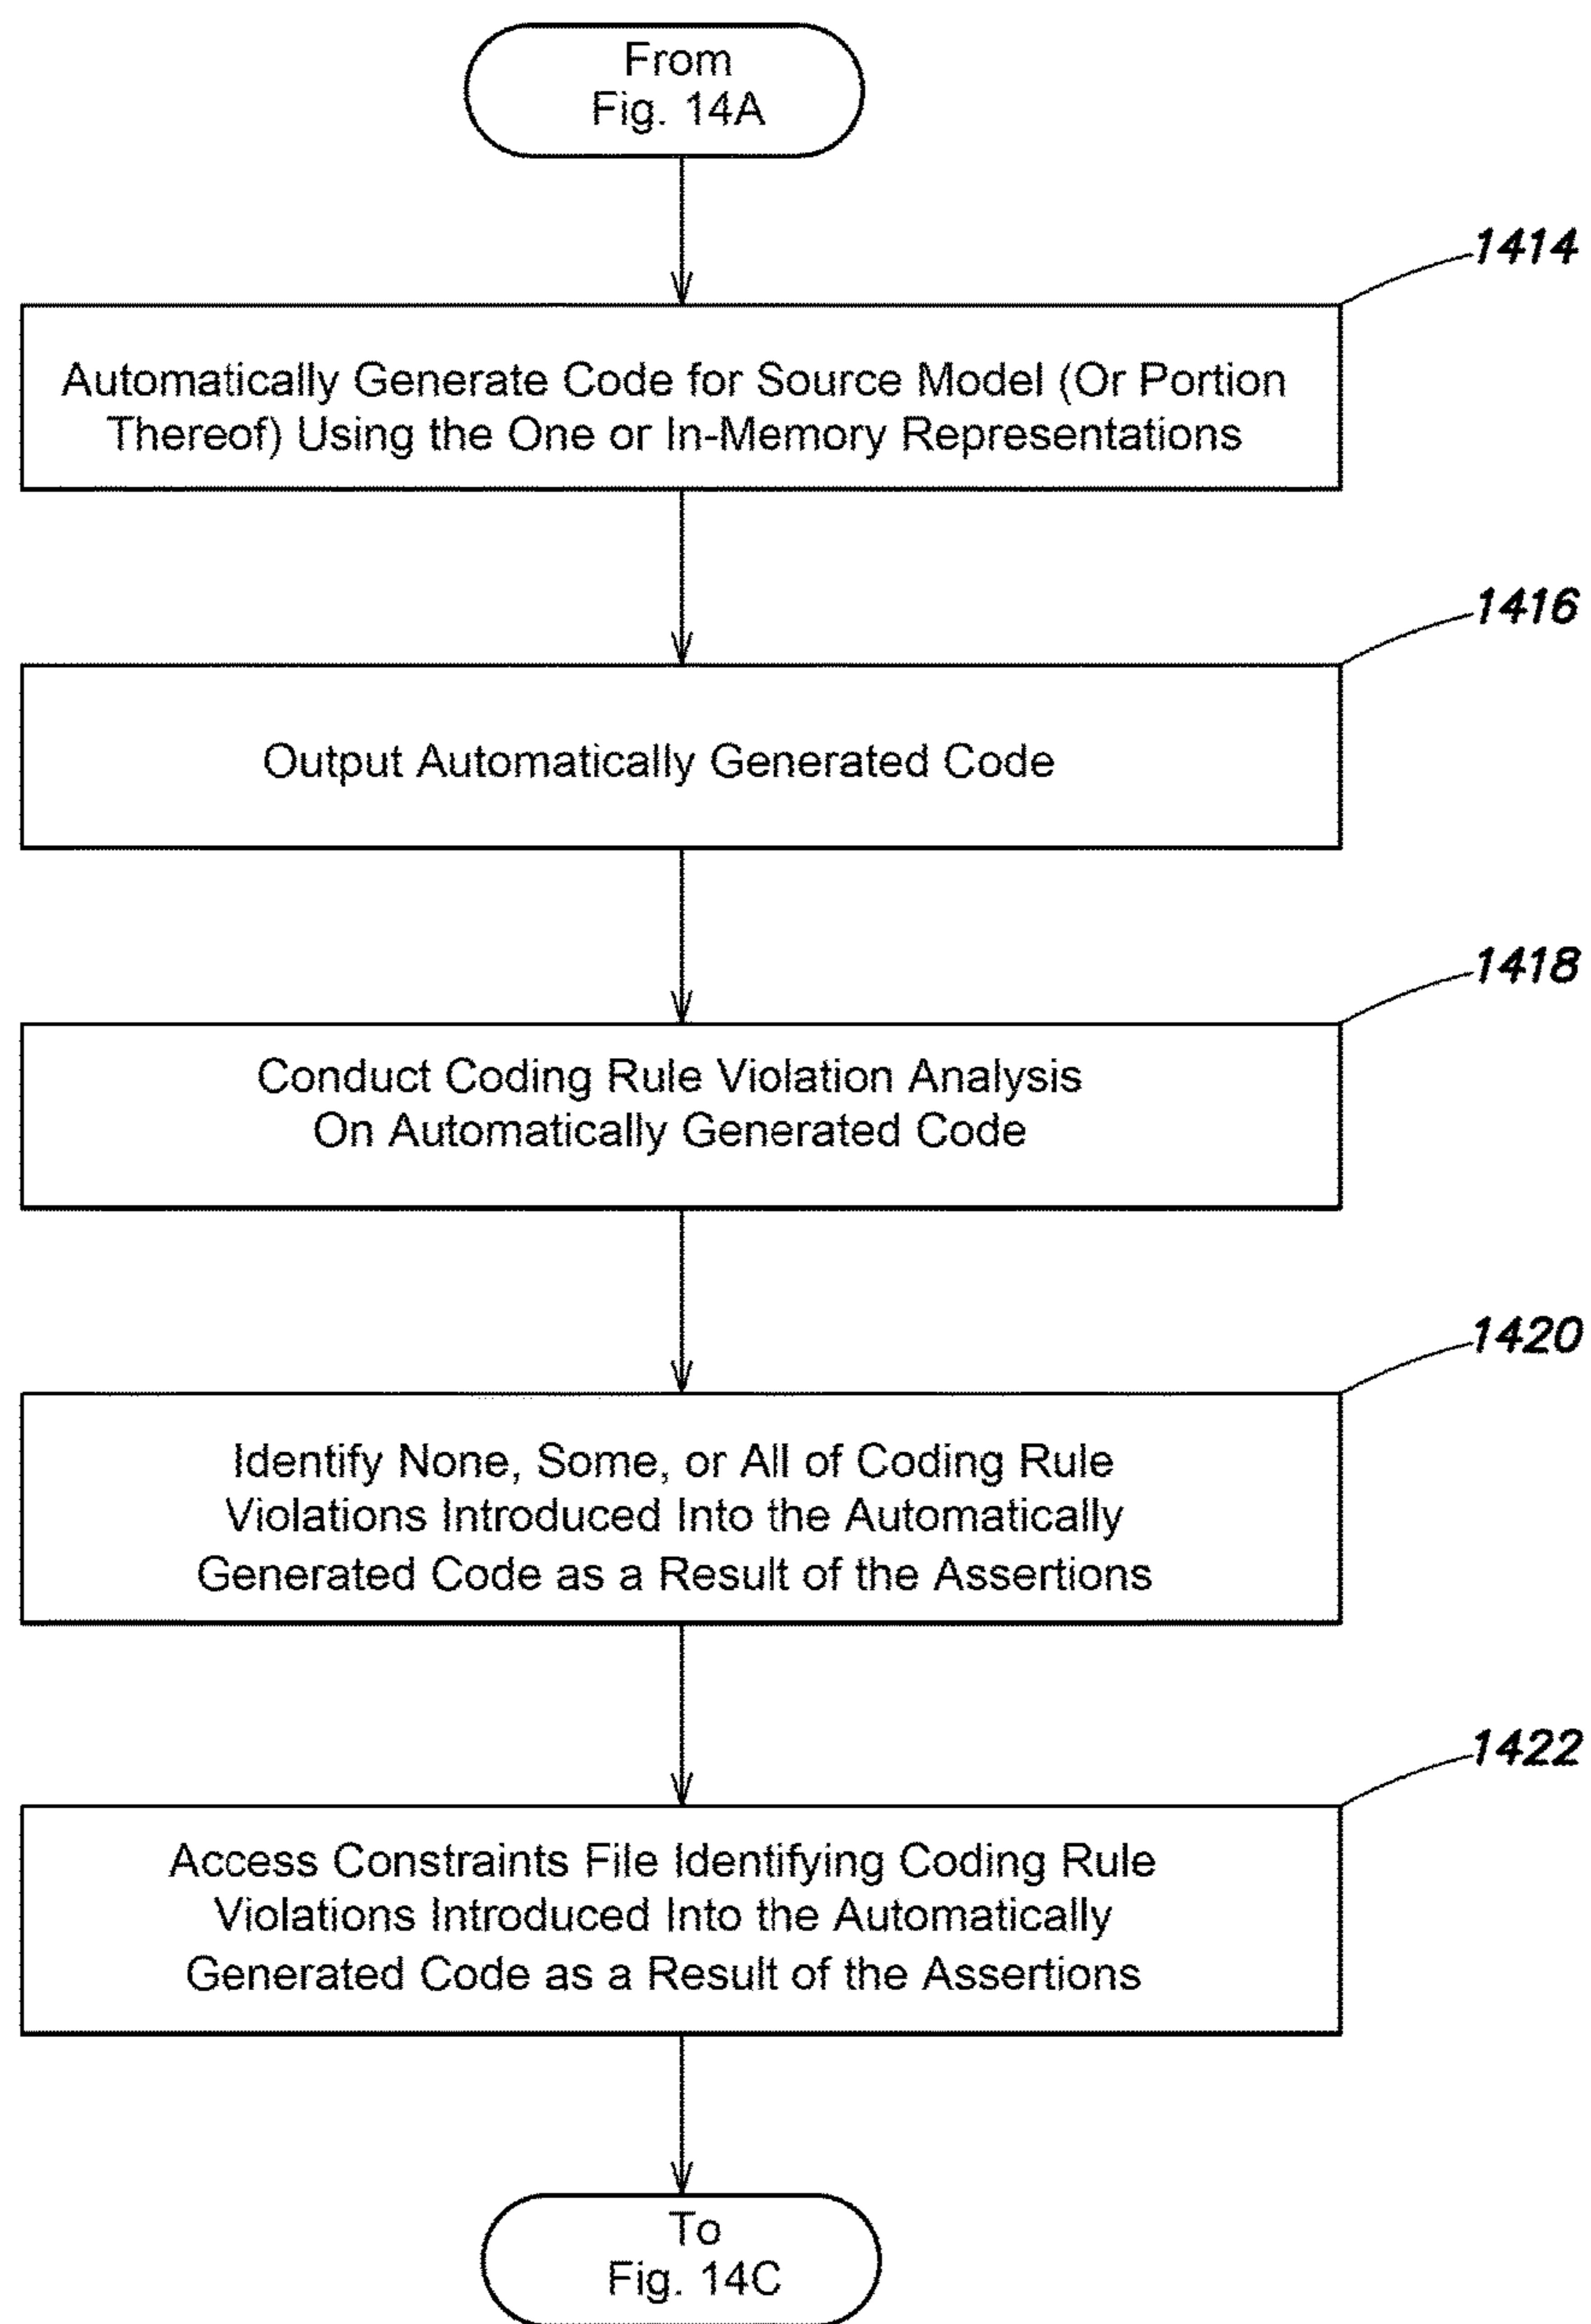 From
Fig. 14A
1414
Automatically Generate Code for Source Model (Or Portion
Thereof) Using the One or In-Memory Representations
1416
Output Automatically Generated Code
1418
Conduct Coding Rule Violation Analysis
On Automatically Generated Code
1420
Identify None, Some, or All of Coding Rule
Violations Introduced Into the Automatically
Generated Code as a Result of the Assertions
1422
Access Constraints File Identifying Coding Rule
Violations Introduced Into the Automatically
Generated Code as a Result of the Assertions
To
Fig. 14C